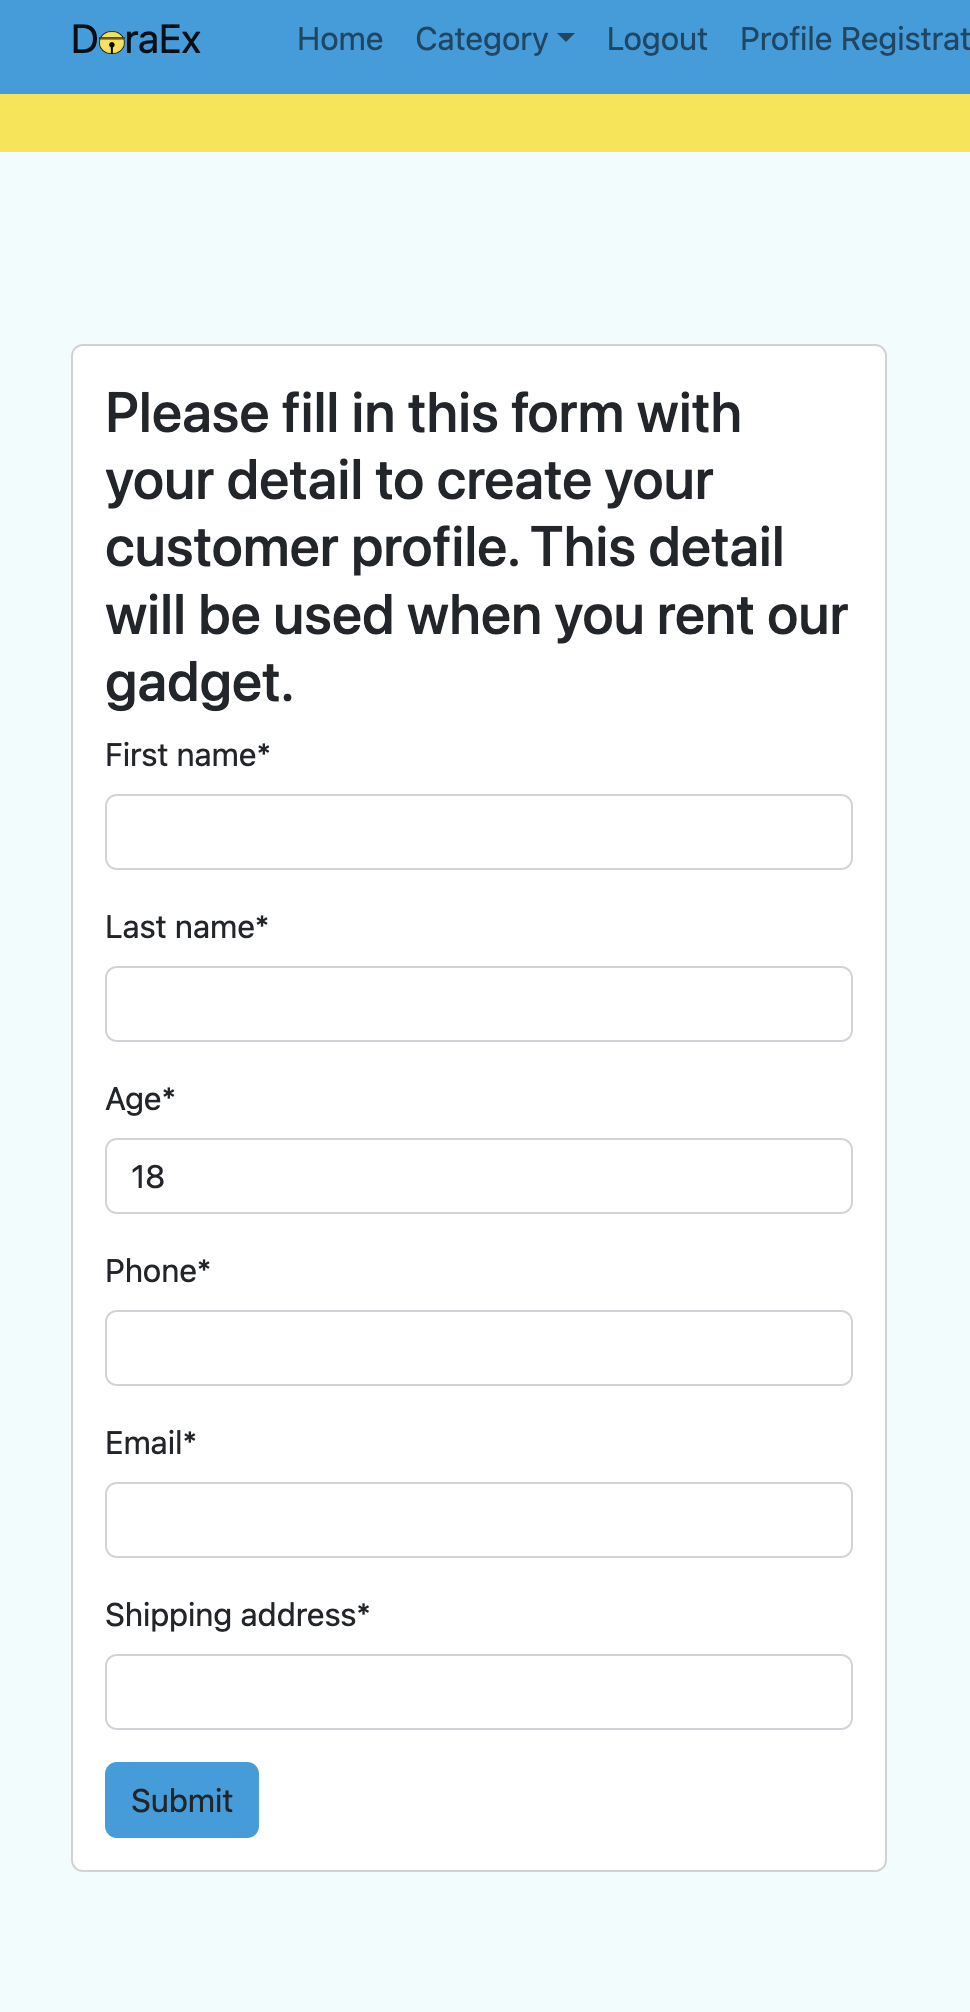 DoraEx Home Category Logout Profile Registrat
Please fill in this form with
your detail to create your
customer profile. This detail
will be used when you rent our
gadget.
First name*
Last name*
Age*
18
Phone*
Email*
Shipping address*
Submit